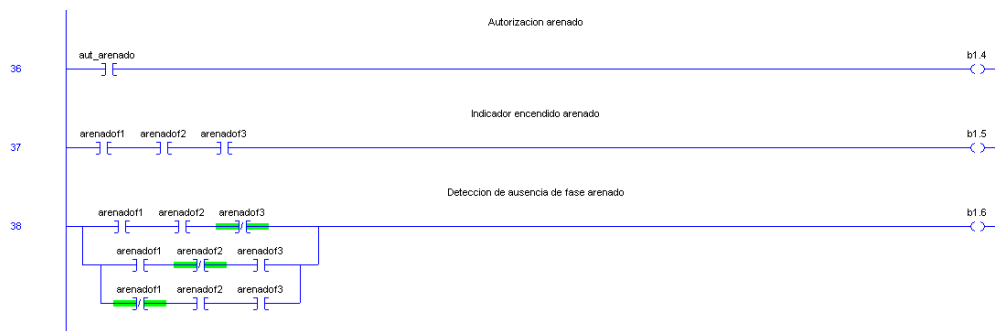 Autorizacion arenado
aut_arenado
b1.4
36
Indicador encendido arenado
arenadof1 arenadof2 arenadof3
b1.5
37
Deteccion de ausencia de fase arenado
arenadof1 arenadof2 arenadof3
b1.6
38
arenadof1 arenadof2 arenadof3
arenadof1 arenadof2 arenadof3